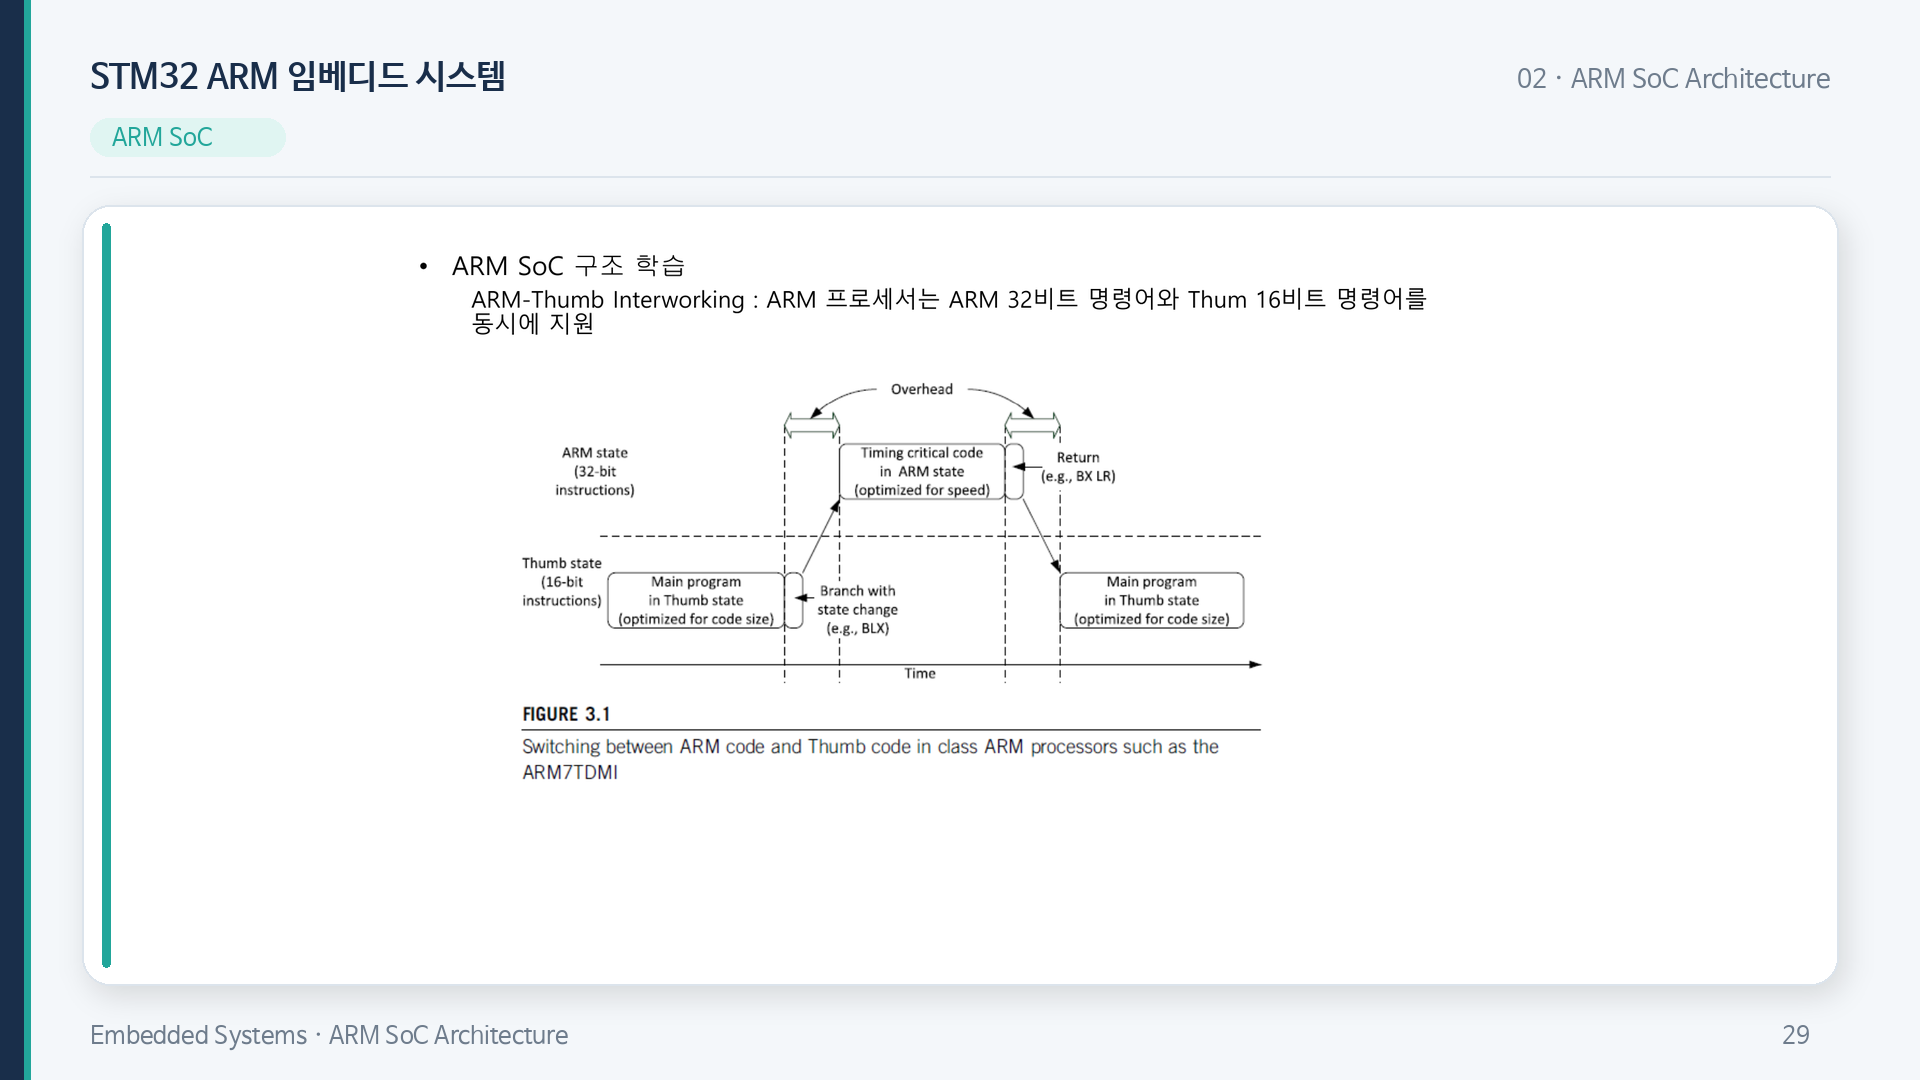 STM32 ARM 임베디드 시스템
02 · ARM SoC Architecture
ARM SoC
• ARM SoC 구조 학습
ARM-Thumb Interworking : ARM 프로세서는 ARM 32비트 명령어와 Thum 16비트 명령어를
동시에 지원
Overhead
ARM state
(32-bit
instructions)
Timing critical code
in ARM state
(optimized for speed)
Return
(e.g., BX LR)
Thumb state
(16-bit
instructions)
Main program
in Thumb state
(optimized for code size)
Branch with
state change
(e.g., BLX)
Main program
in Thumb state
(optimized for code size)
Time
FIGURE 3.1
Switching between ARM code and Thumb code in class ARM processors such as the
ARM7TDMI
Embedded Systems · ARM SoC Architecture
29